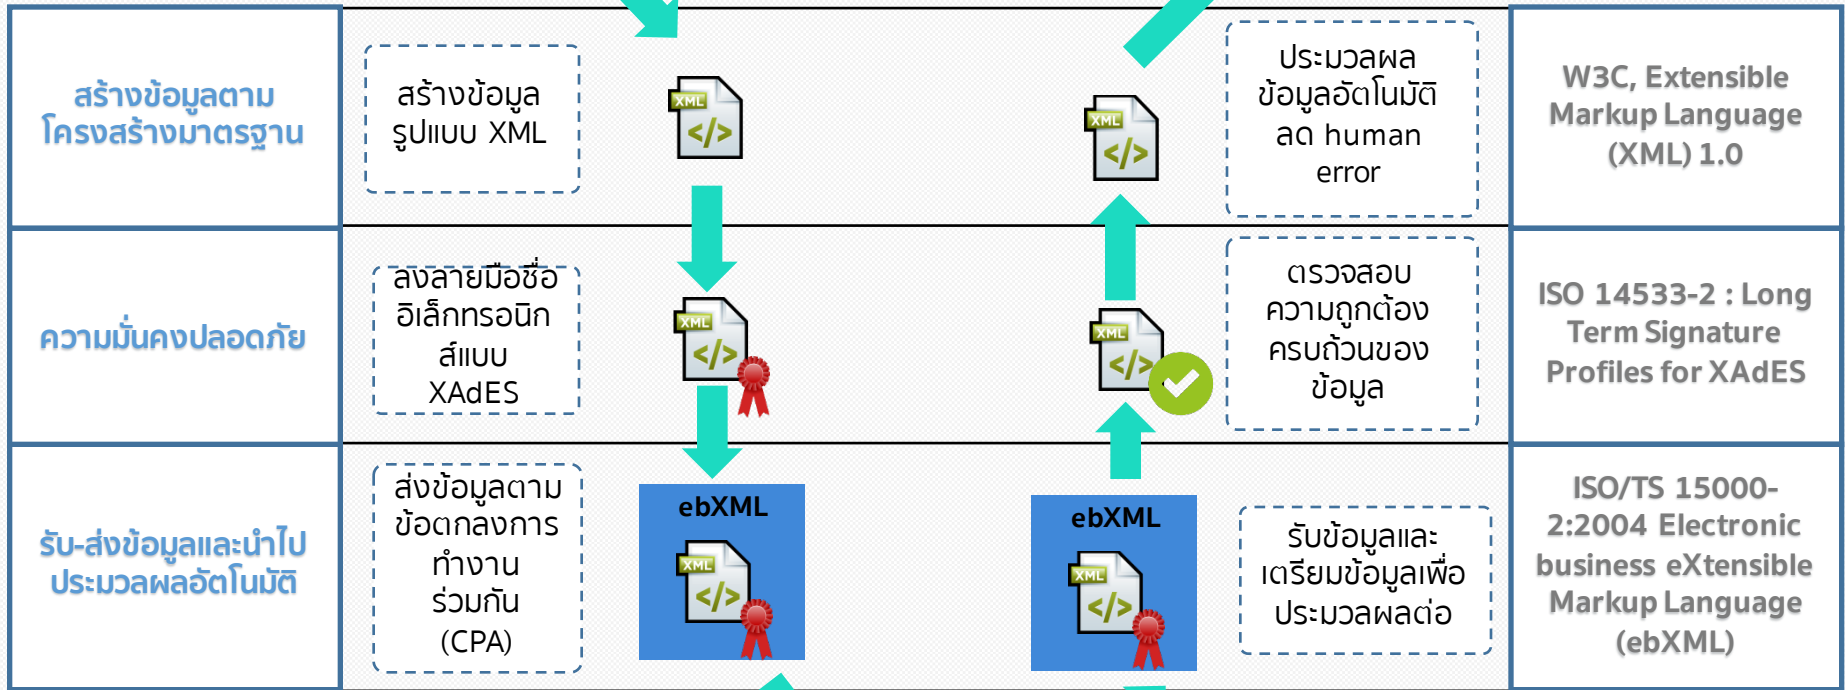 สร้างข้อมูลตาม
โครงสร้างมาตรฐาน
สร้างข้อมูล
รูปแบบ XML
XML
XML
ประมวลผล
ข้อมูลอัตโนมัติ
ลด human
error
W3C, Extensible
Markup Language
(XML) 1.0
ความมั่นคงปลอดภัย
ลงลายมือชื่อ
อิเล็กทรอนิก
ส์แบบ
XAdES
XML
XML
ตรวจสอบ
ความถูกต้อง
ครบถ้วนของ
ข้อมูล
ISO 14533-2 : Long
Term Signature
Profiles for XAdES
รับ-ส่งข้อมูลและนำไป
ประมวลผลอัตโนมัติ
ส่งข้อมูลตาม
ข้อตกลงการ
ทำงาน
ร่วมกัน
(CPA)
ebXML
XML
ebXML
XML
รับข้อมูลและ
เตรียมข้อมูลเพื่อ
ประมวลผลต่อ
ISO/TS 15000-
2:2004 Electronic
business eXtensible
Markup Language
(ebXML)